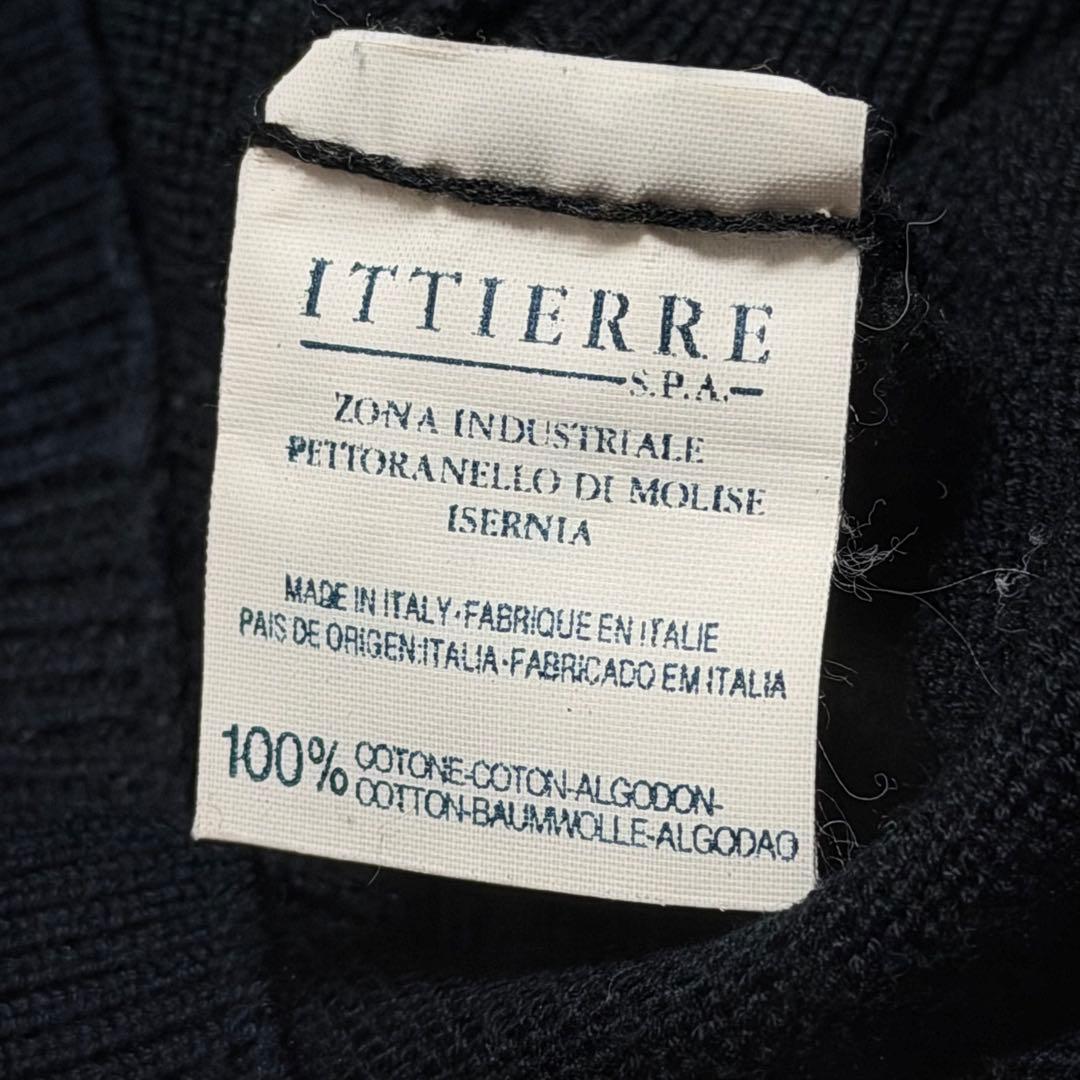 ITTIERRE
S.P.A.
ZONA INDUSTRIALE
PETTORANELLO DI MOLISE
ISERNIA
MADE IN ITALY·FABRIQUE EN ITALIE
PAIS DE ORIGEN:ITALIA·FABRICADO EM ITALIA
100% COTONE-COTON-ALGODON-
COTTON-BAUMWOLLE-ALGODAO